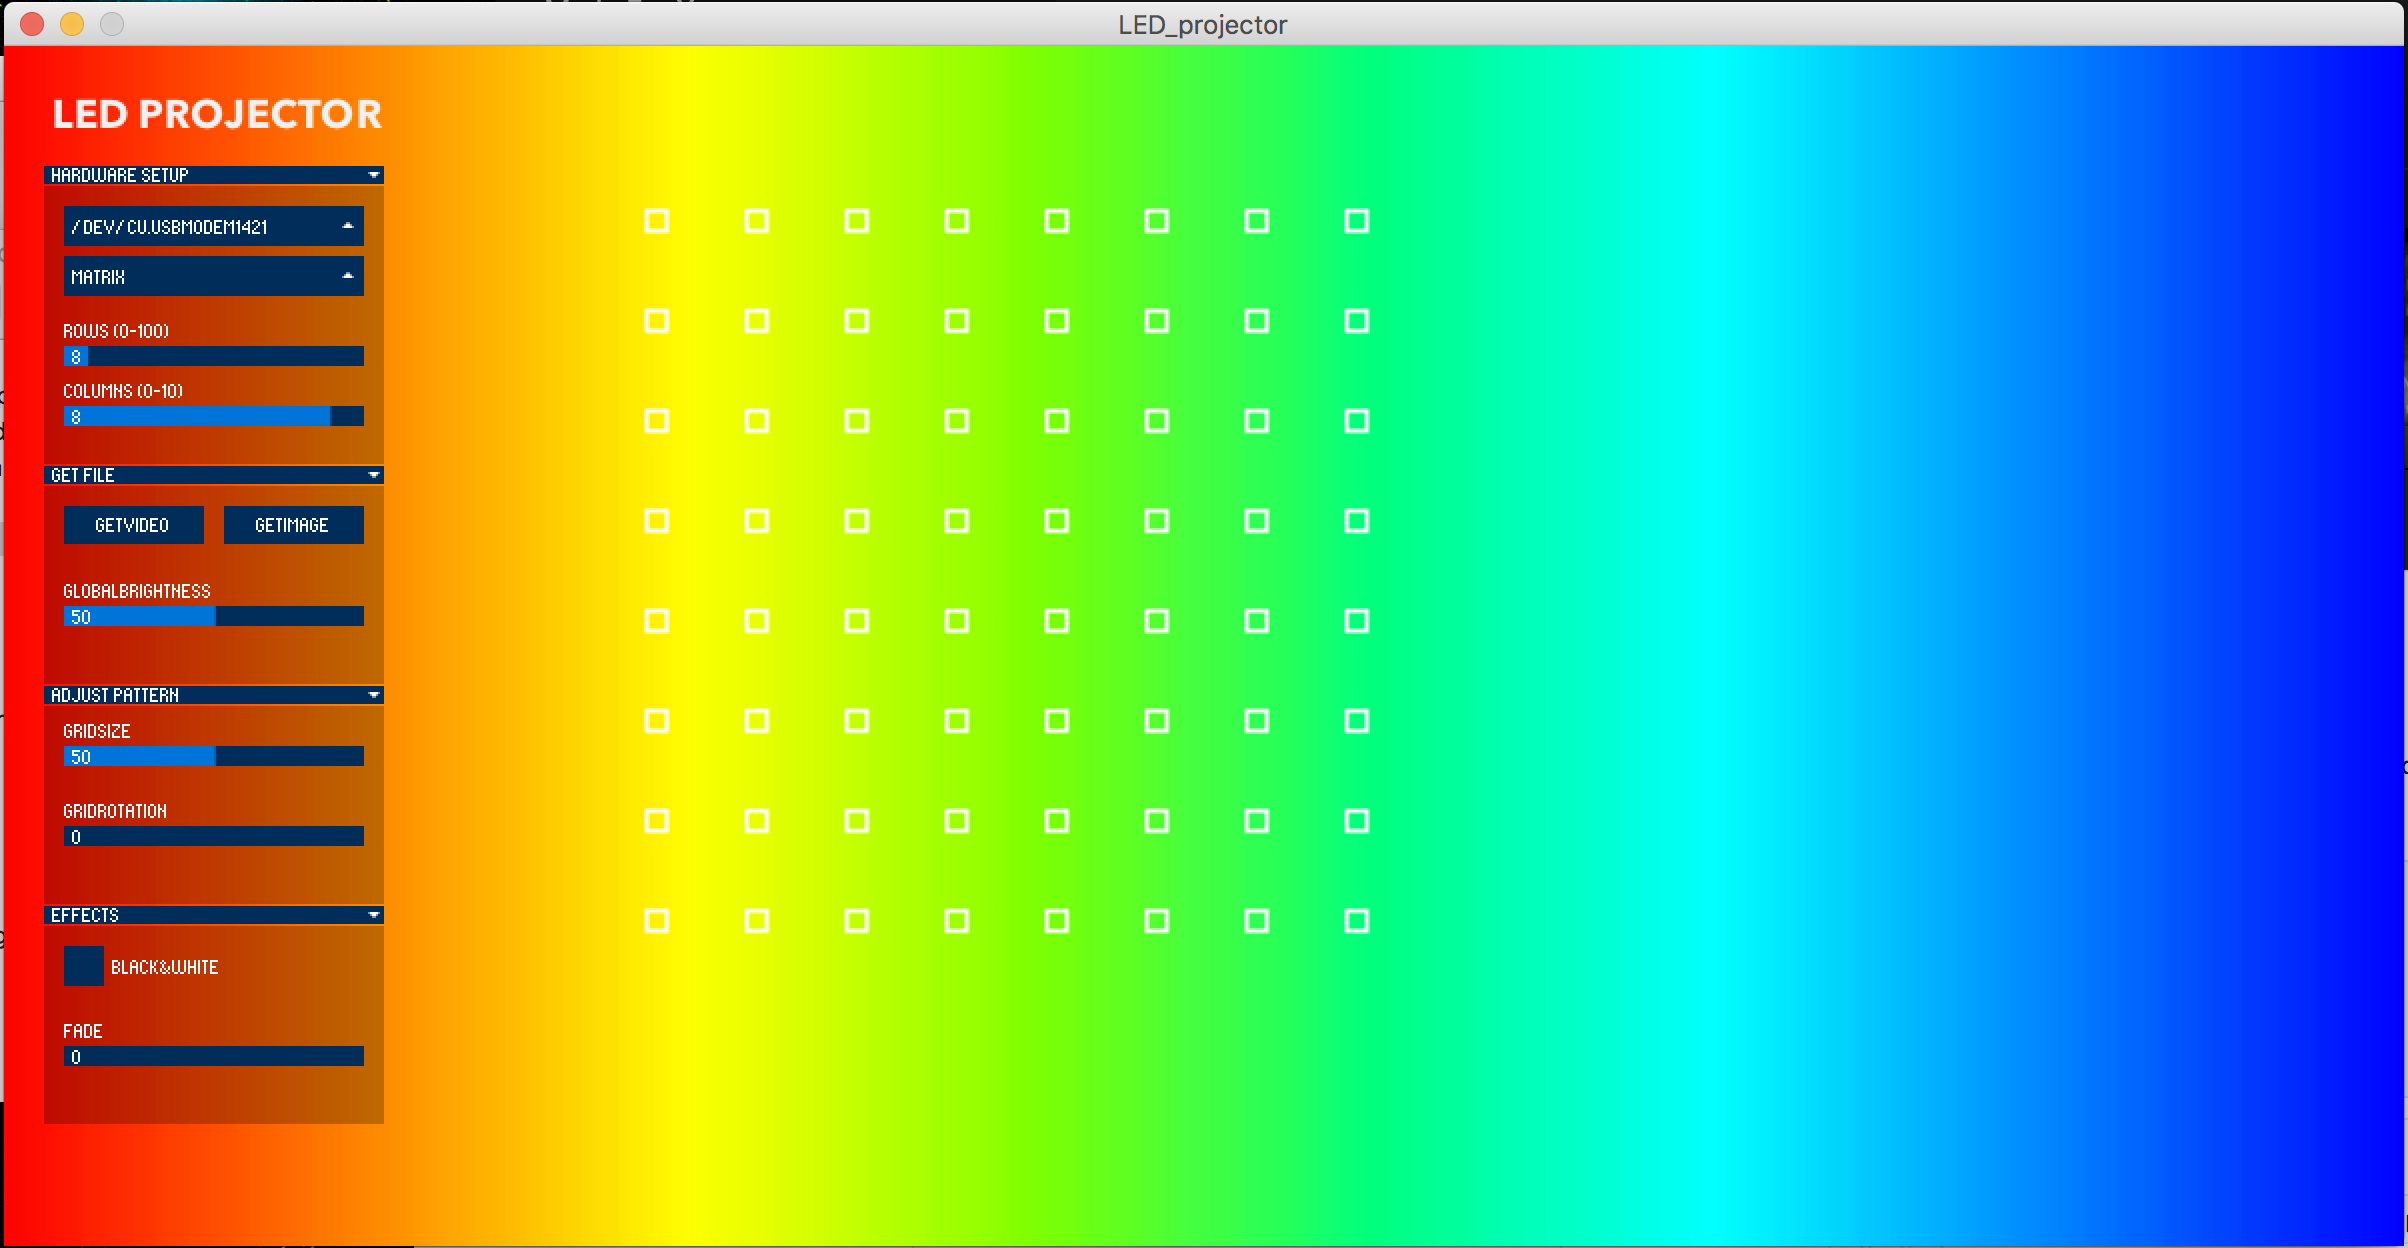 LED_projector
LED PROJECTOR
HARDWARE SETUP
/DEV/CU.USBMODEM1421
MATRIX
ROWS (0-100)
8
COLUMNS (0-10)
8
GET FILE
GETVIDEO GETIMAGE
GLOBALBRIGHTNESS
50
ADJUST PATTERN
GRIDSIZE
50
GRIDROTATION
0
EFFECTS
BLACK&WHITE
FADE
0